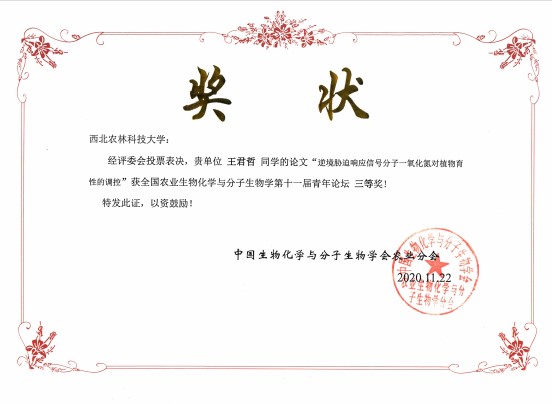 奖 状
西北农林科技大学:
经评委会投票表决,贵单位 王君哲 同学的论文“逆境胁迫响应信号分子一氧化氮对植物育
性的调控”获全国农业生物化学与分子生物学第十一届青年论坛 三等奖!
特发此证,以资鼓励!
中国生物化学与分子生物学会农业分会
2020.11.22
中国生物化学与分子生物学会
农业生物化学与分
子生物学分会